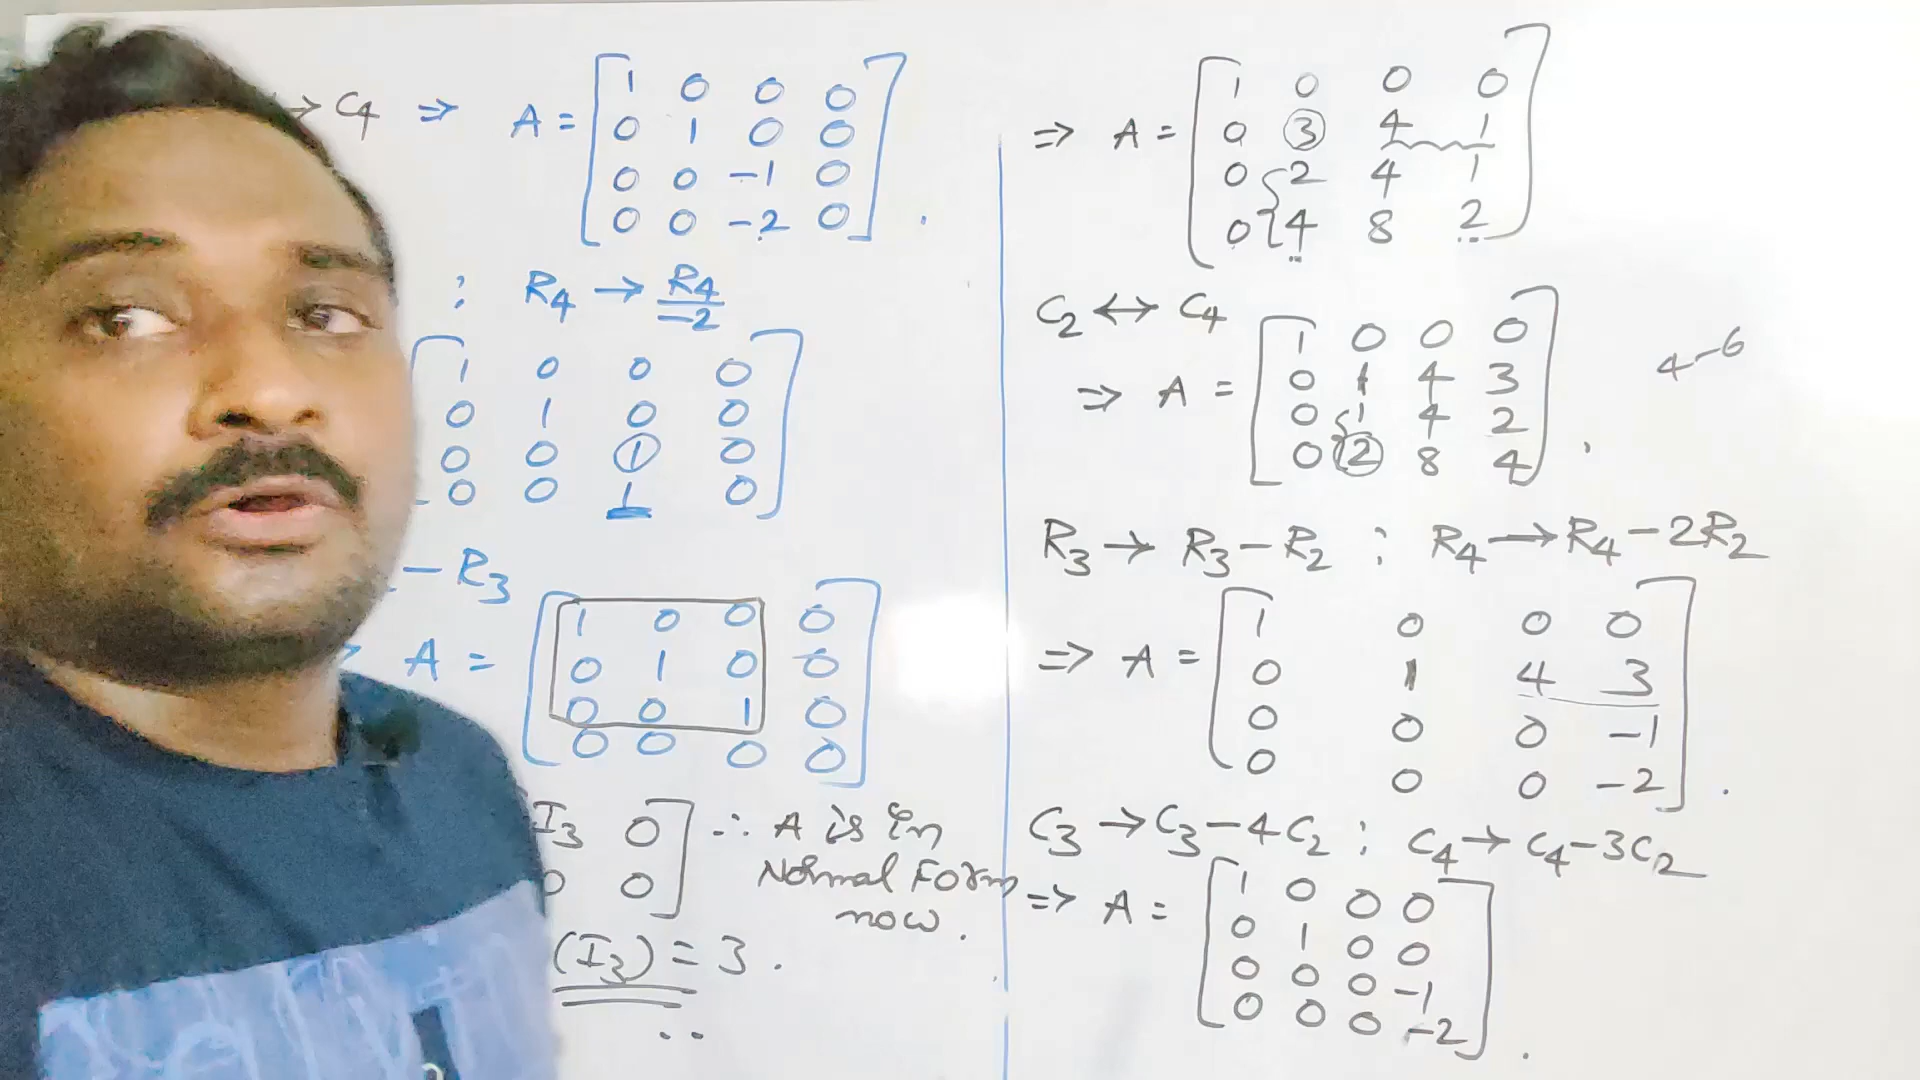 → C4 ⇒ A = [1 0 0 0
0 1 0 0
0 0 -1 0
0 0 -2 0] .
: R4 → R4/-2
[1 0 0 0
0 1 0 0
0 0 1 0
0 0 1 0]
- R3
A = [1 0 0 0
0 1 0 0
0 0 1 0
0 0 0 0]
I3 0] ∴ A is in
0 0] Normal Form
now.
(I3) = 3.
⇒ A = [1 0 0 0
0 3 4 1
0 2 4 1
0 4 8 2]
C2 ↔ C4
⇒ A = [1 0 0 0
0 1 4 3
0 1 4 2
0 2 8 4] .
4-6
R3 → R3 - R2 : R4 → R4 - 2R2
⇒ A = [1 0 0 0
0 1 4 3
0 0 0 -1
0 0 0 -2] .
C3 → C3 - 4C2 : C4 → C4 - 3C2
⇒ A = [1 0 0 0
0 1 0 0
0 0 0 -1
0 0 0 -2] .